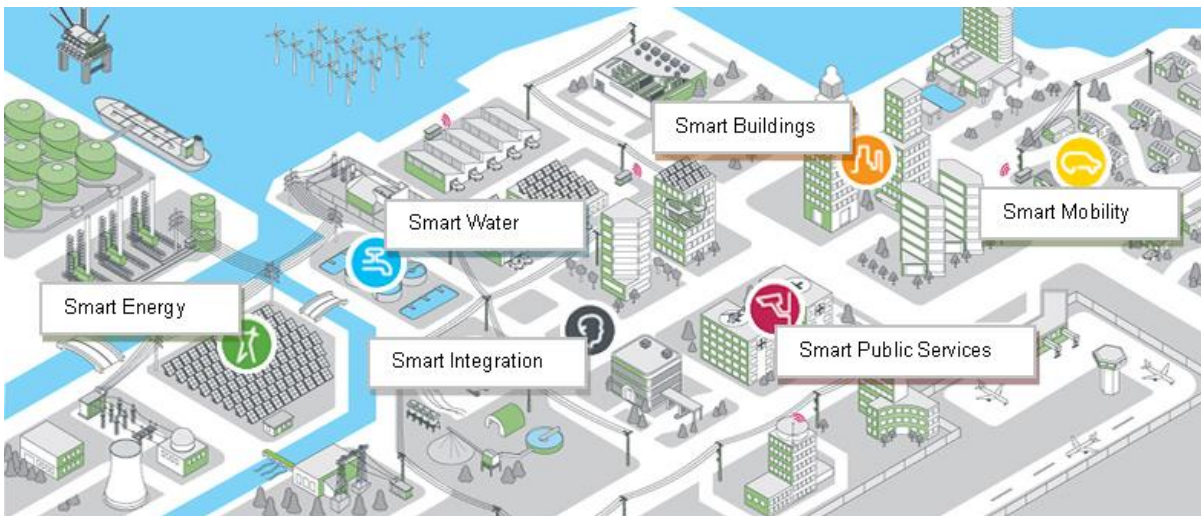 Smart Buildings
Smart Water
Smart Mobility
Smart Energy
Smart Integration
Smart Public Services